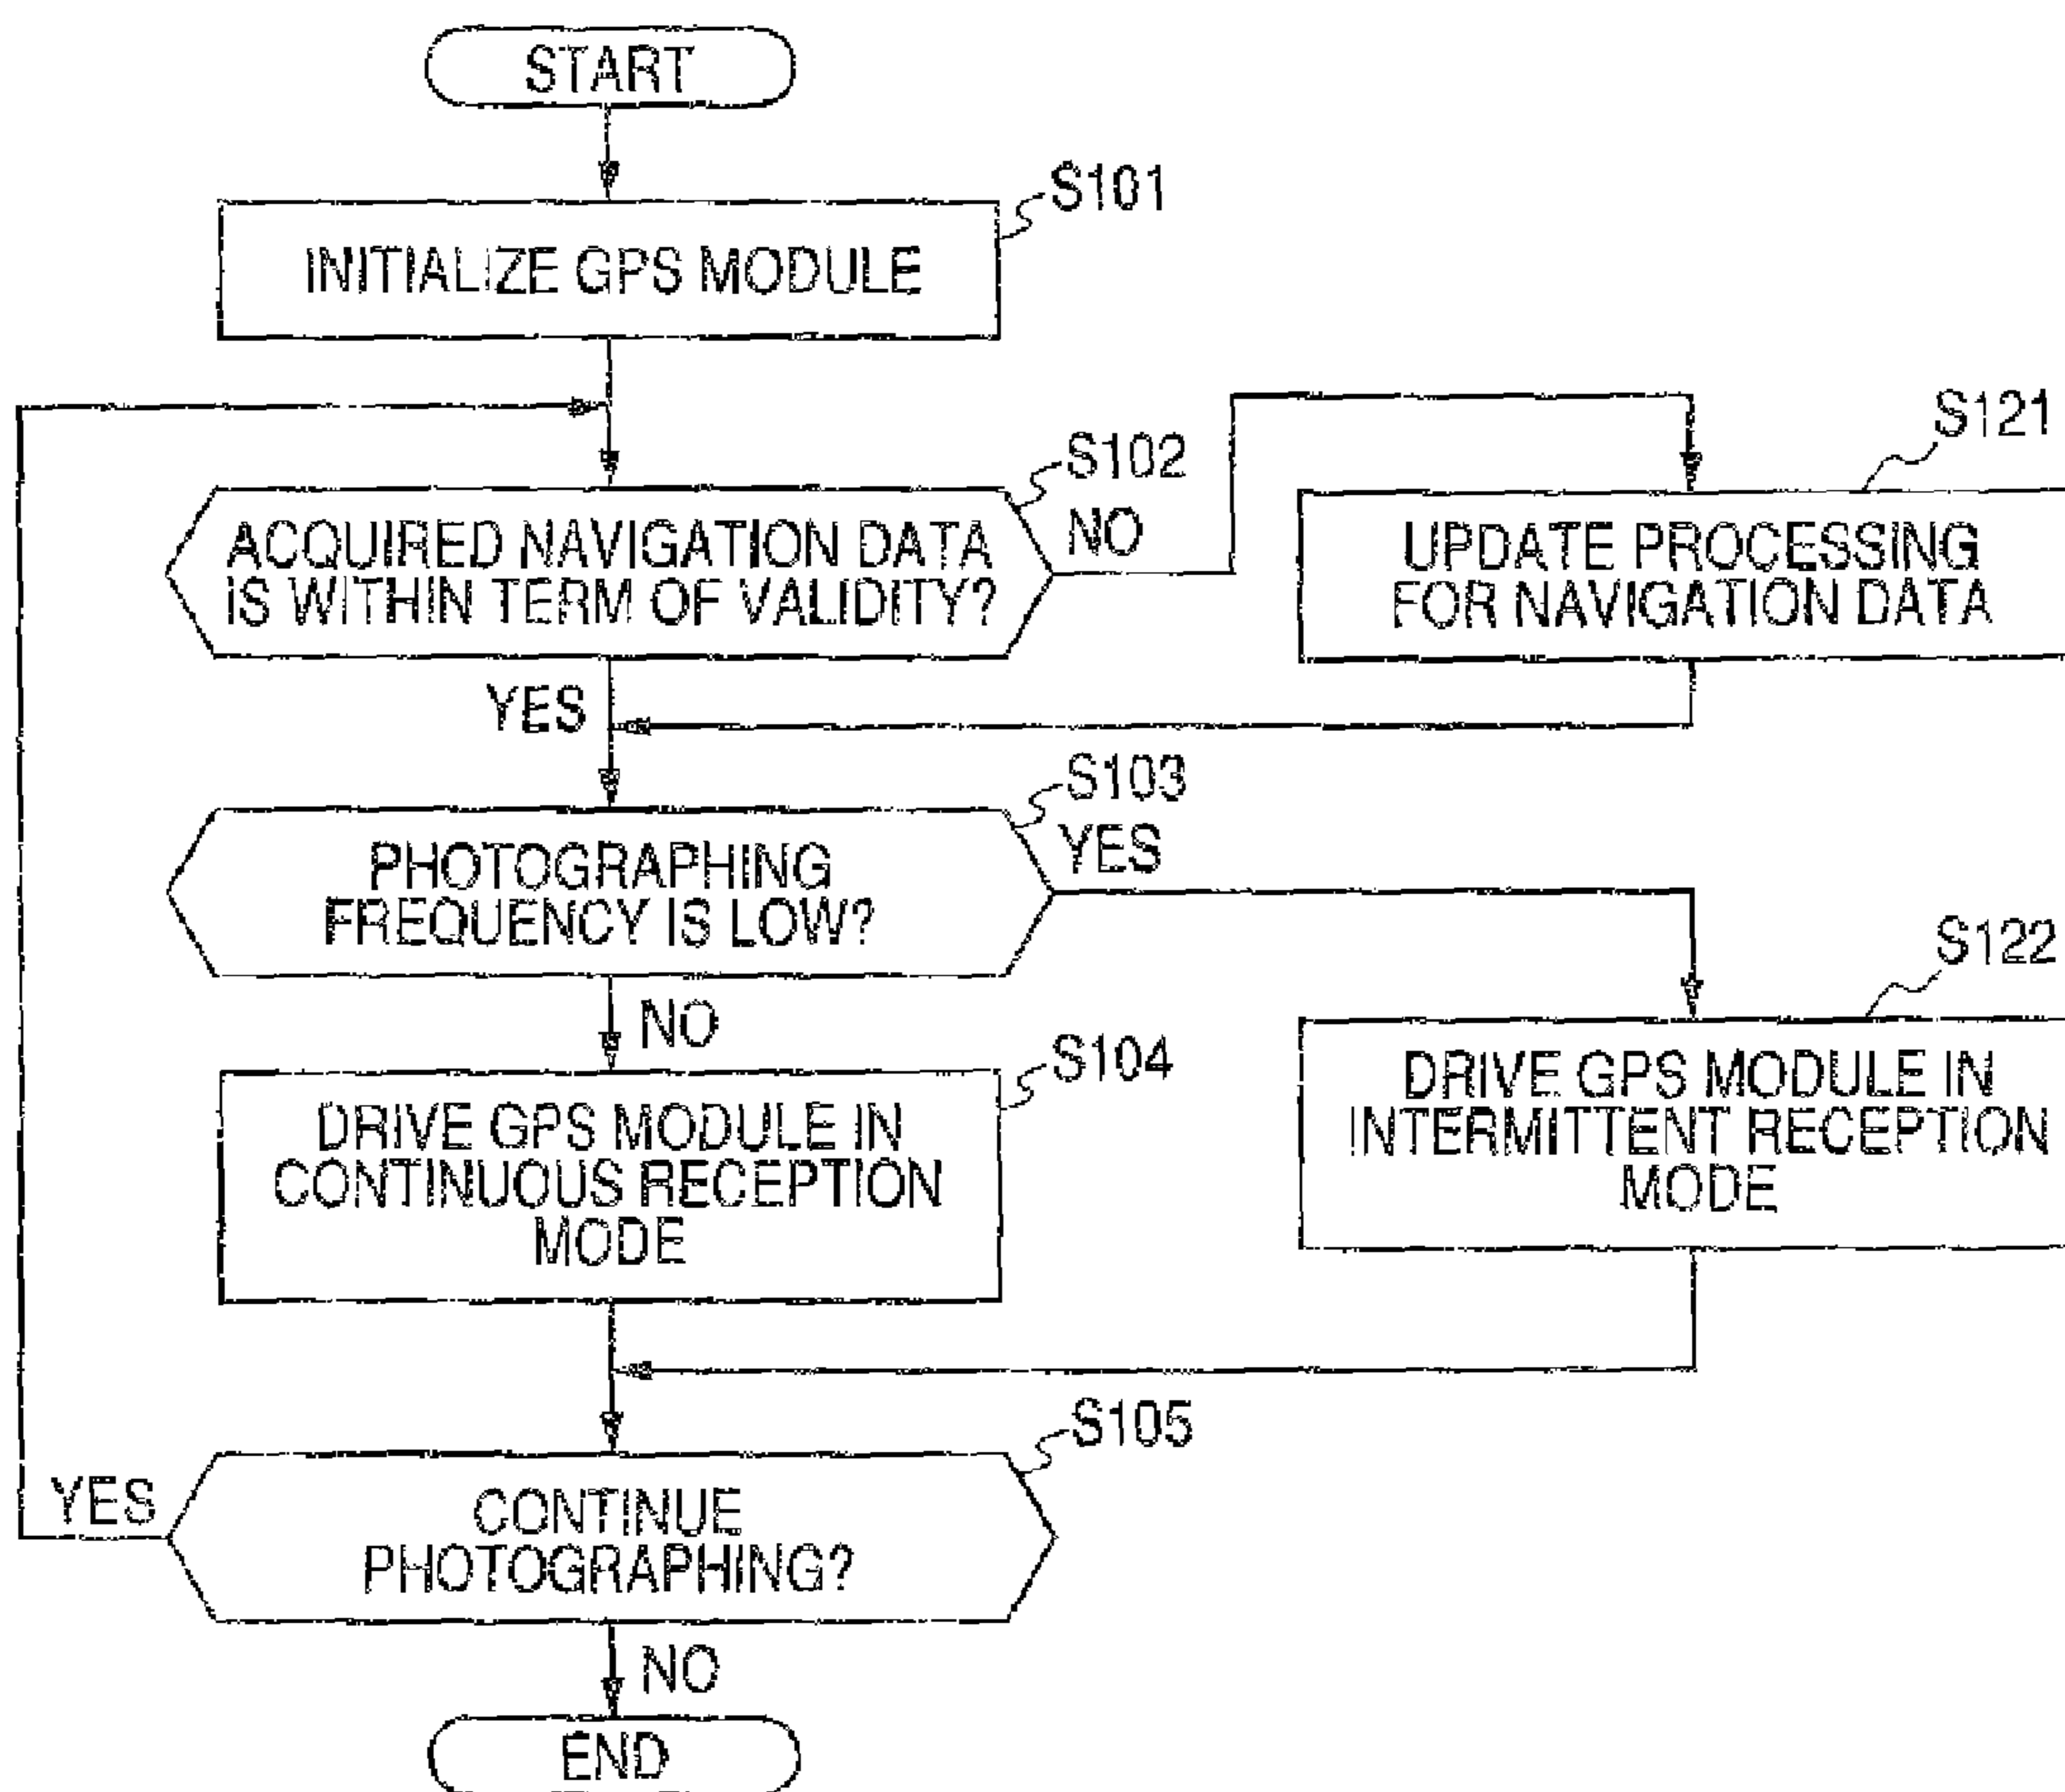 START
S101
INITIALIZE GPS MODULE
S102
ACQUIRED NAVIGATION DATA
IS WITHIN TERM OF VALIDITY?
NO
S121
UPDATE PROCESSING
FOR NAVIGATION DATA
YES
S103
PHOTOGRAPHING
FREQUENCY IS LOW?
YES
NO
S122
DRIVE GPS MODULE IN
INTERMITTENT RECEPTION
MODE
S104
DRIVE GPS MODULE IN
CONTINUOUS RECEPTION
MODE
S105
CONTINUE
PHOTOGRAPHING?
YES
NO
END